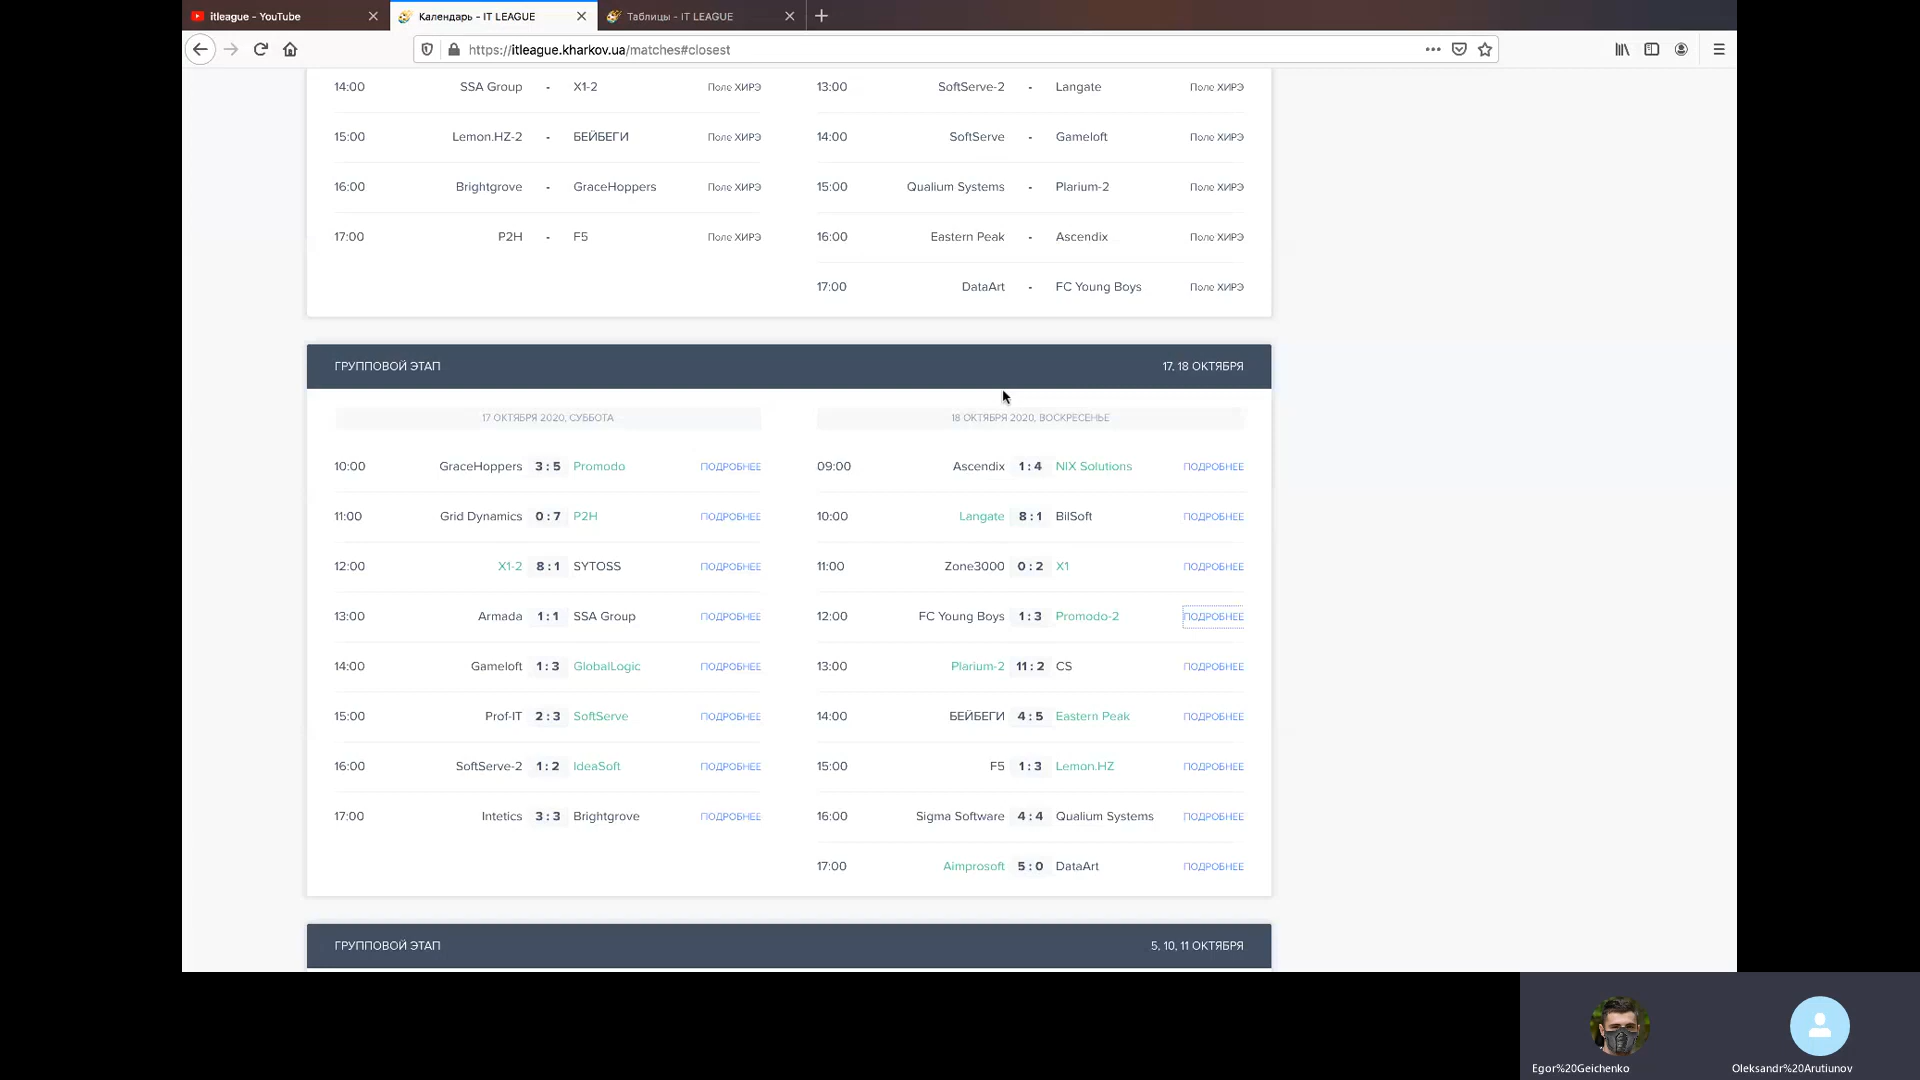 itleague - YouTube
Календарь - IT LEAGUE
Таблицы - IT LEAGUE
https://itleague.kharkov.ua/matches#closest
14:00 SSA Group - X1-2 Поле ХИРЭ
15:00 Lemon.HZ-2 - БЕЙБЕГИ Поле ХИРЭ
16:00 Brightgrove - GraceHoppers Поле ХИРЭ
17:00 P2H - F5 Поле ХИРЭ
13:00 SoftServe-2 - Langate Поле ХИРЭ
14:00 SoftServe - Gameloft Поле ХИРЭ
15:00 Qualium Systems - Plarium-2 Поле ХИРЭ
16:00 Eastern Peak - Ascendix Поле ХИРЭ
17:00 DataArt - FC Young Boys Поле ХИРЭ
ГРУППОВОЙ ЭТАП 17, 18 ОКТЯБРЯ
17 ОКТЯБРЯ 2020, СУББОТА
10:00 GraceHoppers 3 : 5 Promodo ПОДРОБНЕЕ
11:00 Grid Dynamics 0 : 7 P2H ПОДРОБНЕЕ
12:00 X1-2 8 : 1 SYTOSS ПОДРОБНЕЕ
13:00 Armada 1 : 1 SSA Group ПОДРОБНЕЕ
14:00 Gameloft 1 : 3 GlobalLogic ПОДРОБНЕЕ
15:00 Prof-IT 2 : 3 SoftServe ПОДРОБНЕЕ
16:00 SoftServe-2 1 : 2 IdeaSoft ПОДРОБНЕЕ
17:00 Intetics 3 : 3 Brightgrove ПОДРОБНЕЕ
18 ОКТЯБРЯ 2020, ВОСКРЕСЕНЬЕ
09:00 Ascendix 1 : 4 NIX Solutions ПОДРОБНЕЕ
10:00 Langate 8 : 1 BilSoft ПОДРОБНЕЕ
11:00 Zone3000 0 : 2 X1 ПОДРОБНЕЕ
12:00 FC Young Boys 1 : 3 Promodo-2 ПОДРОБНЕЕ
13:00 Plarium-2 11 : 2 CS ПОДРОБНЕЕ
14:00 БЕЙБЕГИ 4 : 5 Eastern Peak ПОДРОБНЕЕ
15:00 F5 1 : 3 Lemon.HZ ПОДРОБНЕЕ
16:00 Sigma Software 4 : 4 Qualium Systems ПОДРОБНЕЕ
17:00 Aimprosoft 5 : 0 DataArt ПОДРОБНЕЕ
ГРУППОВОЙ ЭТАП 5, 10, 11 ОКТЯБРЯ
Egor%20Geichenko
Oleksandr%20Arutiunov